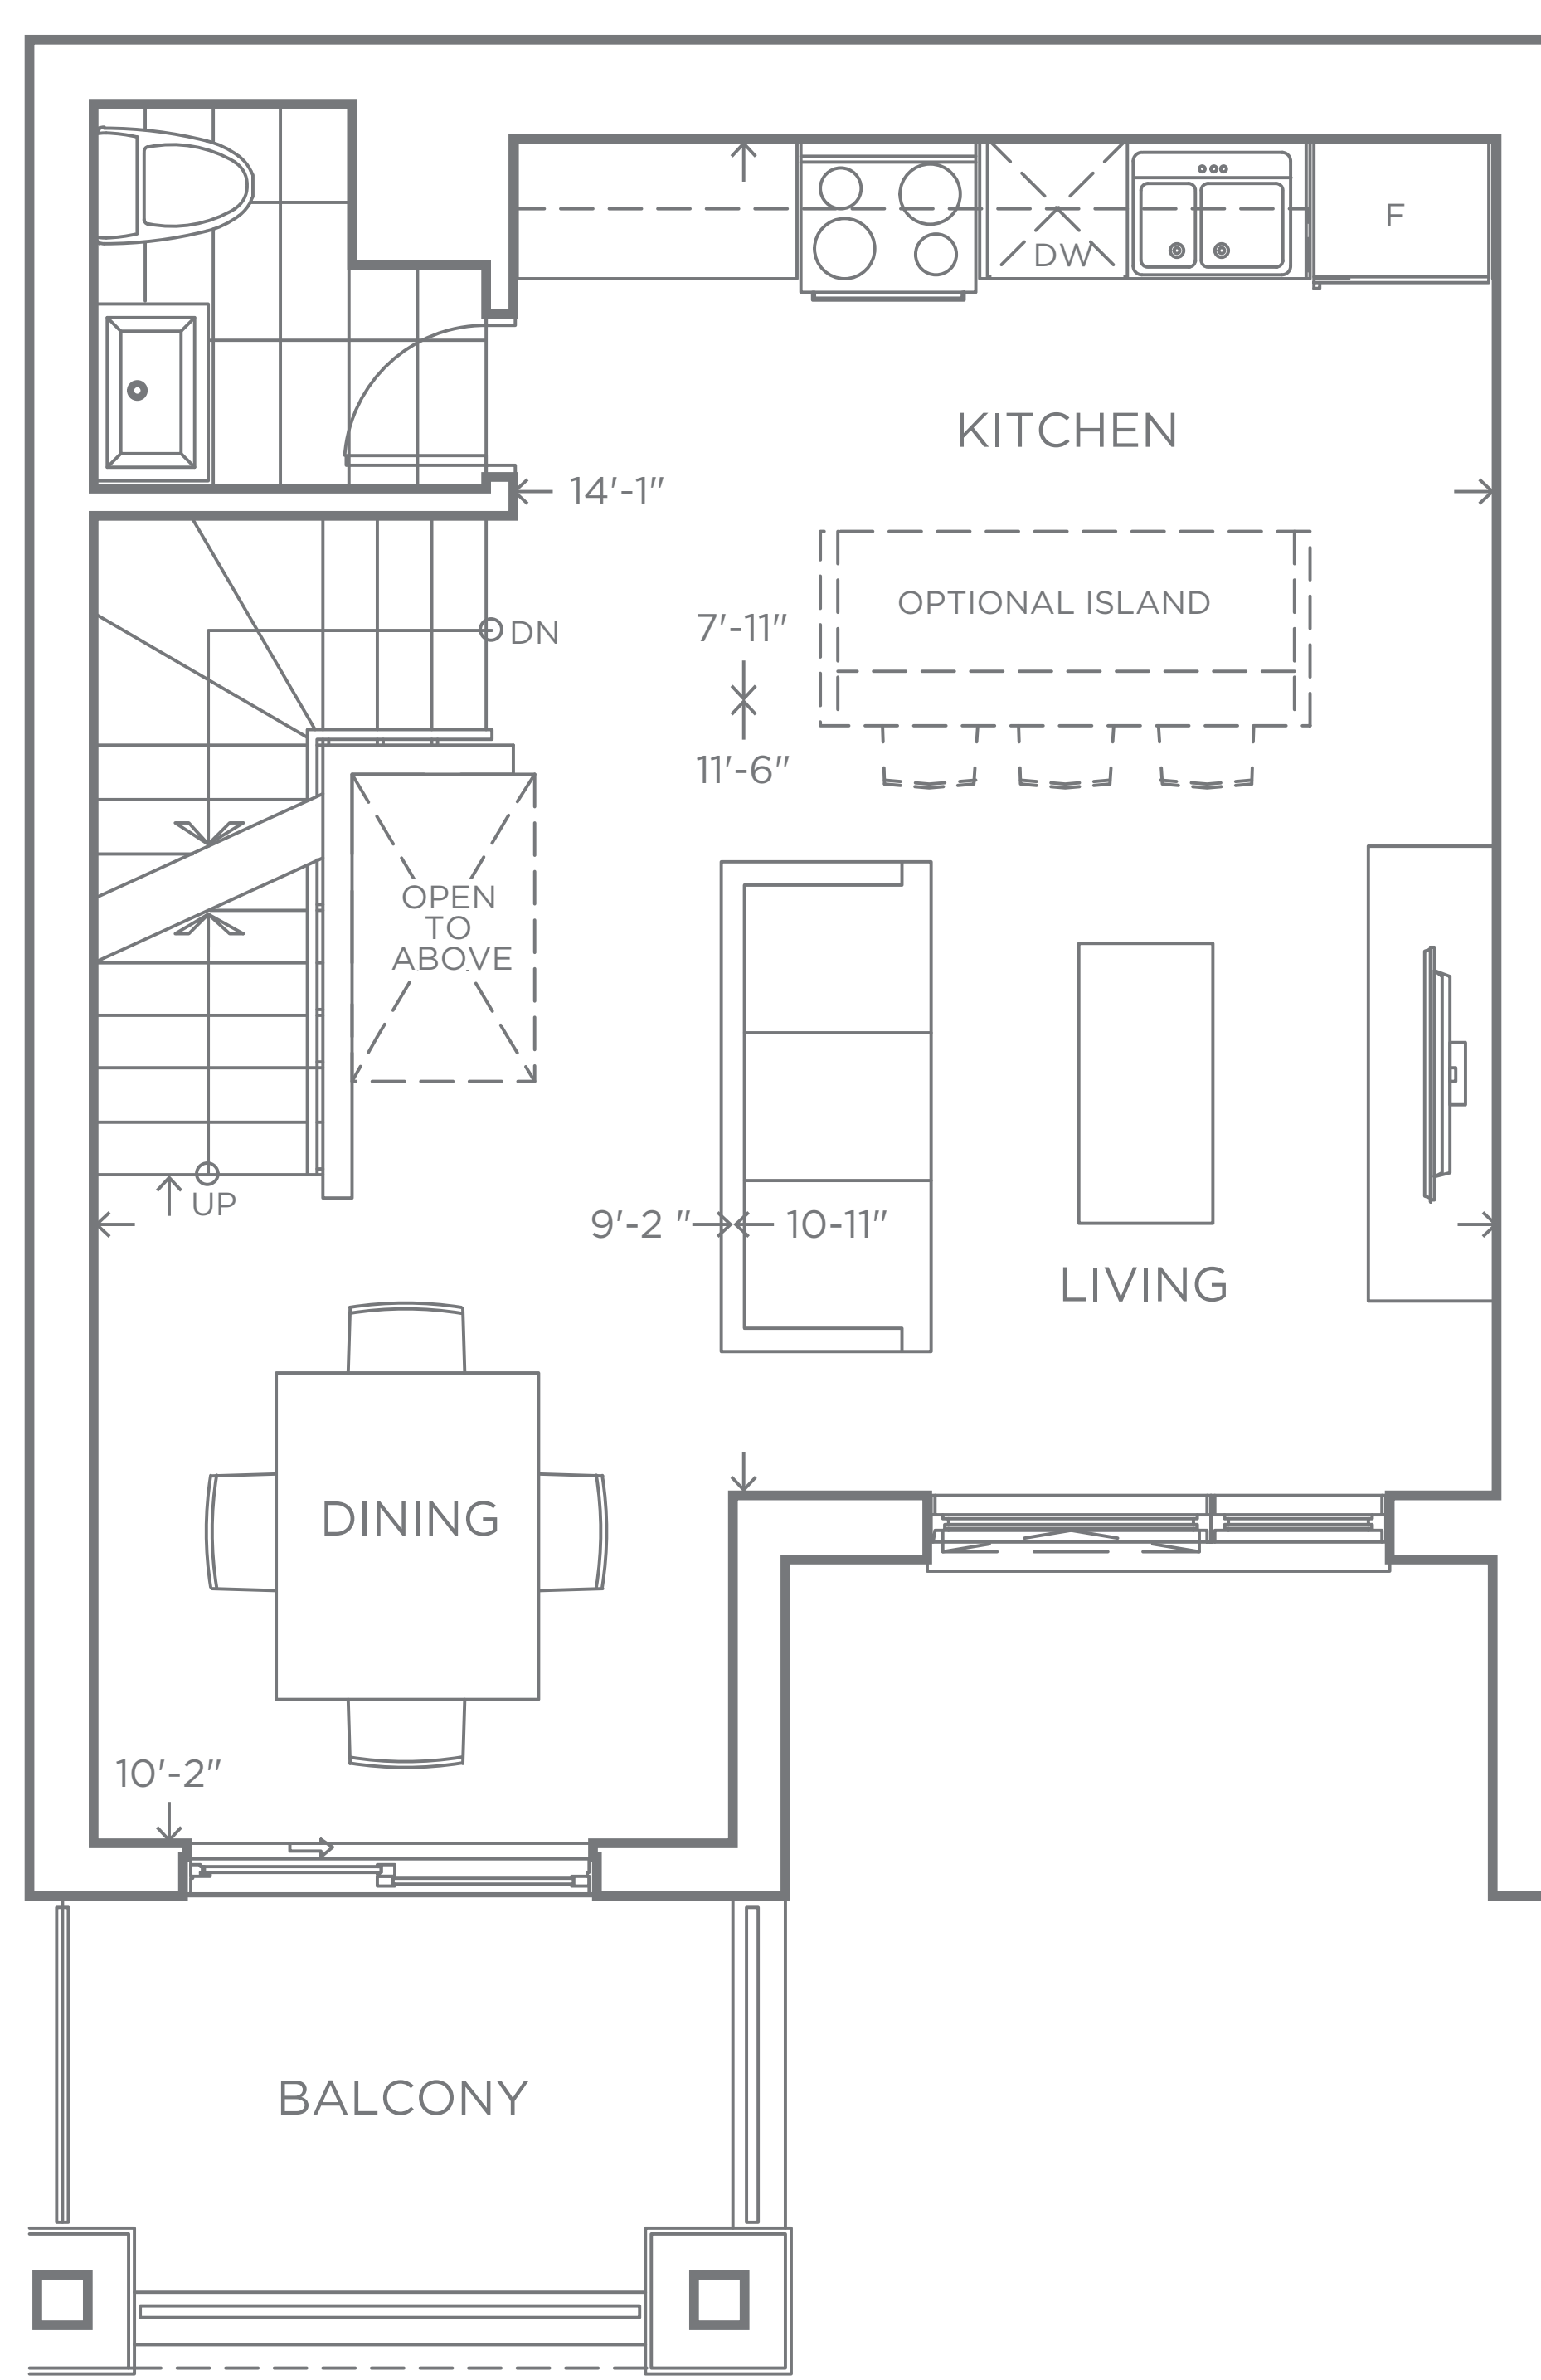 F
DW
KITCHEN
14'-1"
OPTIONAL ISLAND
7'-11"
DN
11'-6"
OPEN
TO
ABOVE
UP
9'-2 "
10-11"
LIVING
DINING
10'-2"
BALCONY